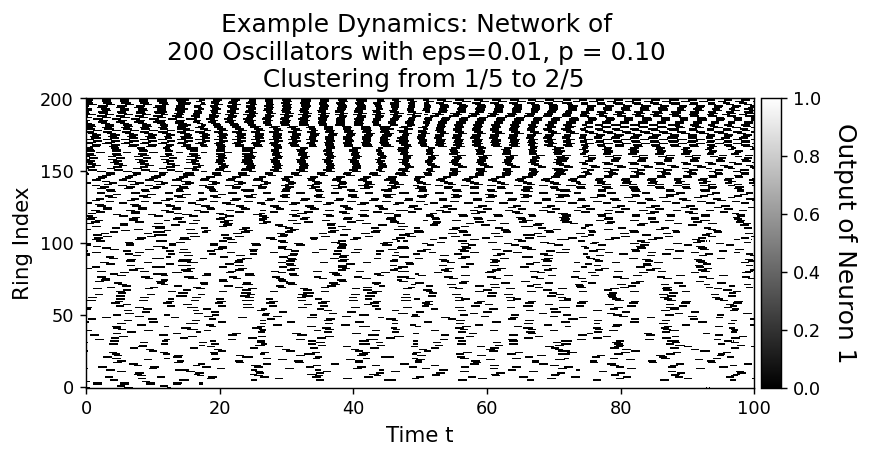 Example Dynamics: Network of
200 Oscillators with eps=0.01, p = 0.10
Clustering from 1/5 to 2/5
200
150
100
50
0
Ring Index
0 20 40 60 80 100
Time t
1.0
0.8
0.6
0.4
0.2
0.0
Output of Neuron 1